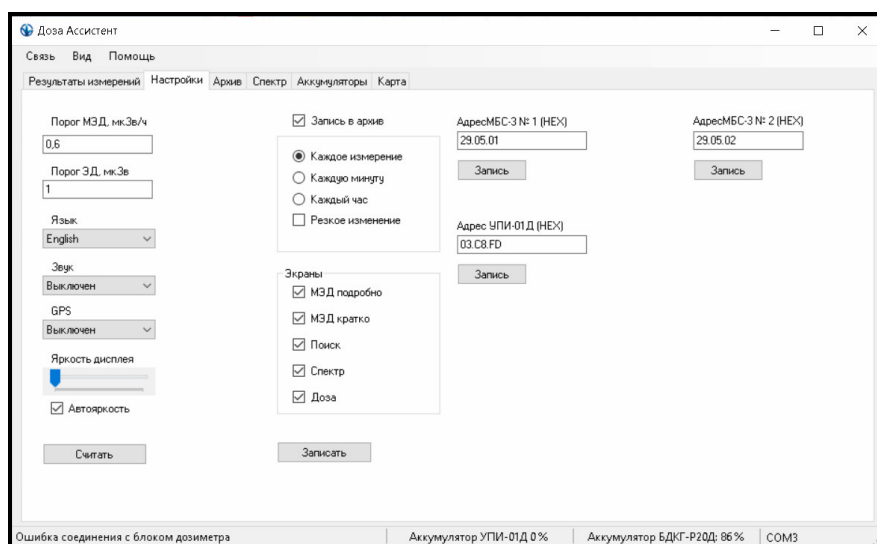 Доза Ассистент
Связь Вид Помощь
Результаты измерений Настройки Архив Спектр Аккумуляторы Карта
Порог МЭД, мкЗв/ч
0,6
Порог ЭД, мкЗв
1
Язык
English
Звук
Выключен
GPS
Выключен
Яркость дисплея
Автояркость
Считать
Запись в архив
Каждое измерение
Каждую минуту
Каждый час
Резкое изменение
Экраны
МЭД подробно
МЭД кратко
Поиск
Спектр
Доза
Записать
АдресМБС-3 № 1 (HEX)
29.05.01
Запись
Адрес УПИ-01Д (HEX)
03.C8.FD
Запись
АдресМБС-3 № 2 (HEX)
29.05.02
Запись
Ошибка соединения с блоком дозиметра Аккумулятор УПИ-01Д 0 % Аккумулятор БДКГ-Р20Д: 86 % COM3